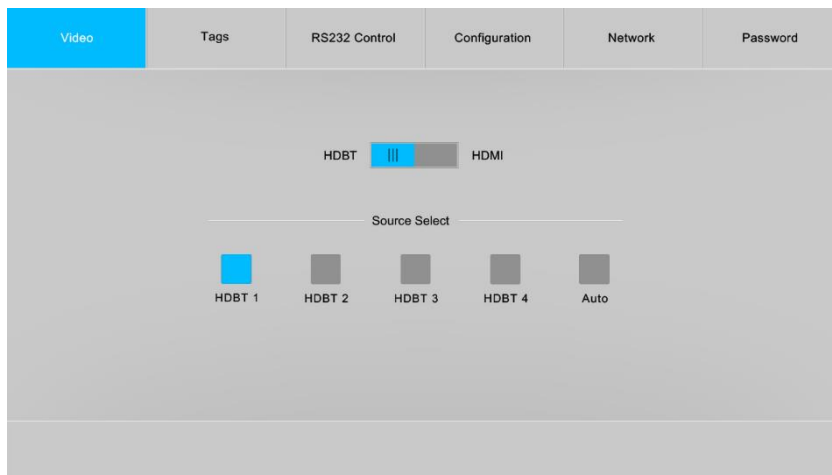 Video Tags RS232 Control Configuration Network Password
HDBT HDMI
Source Select
HDBT 1 HDBT 2 HDBT 3 HDBT 4 Auto